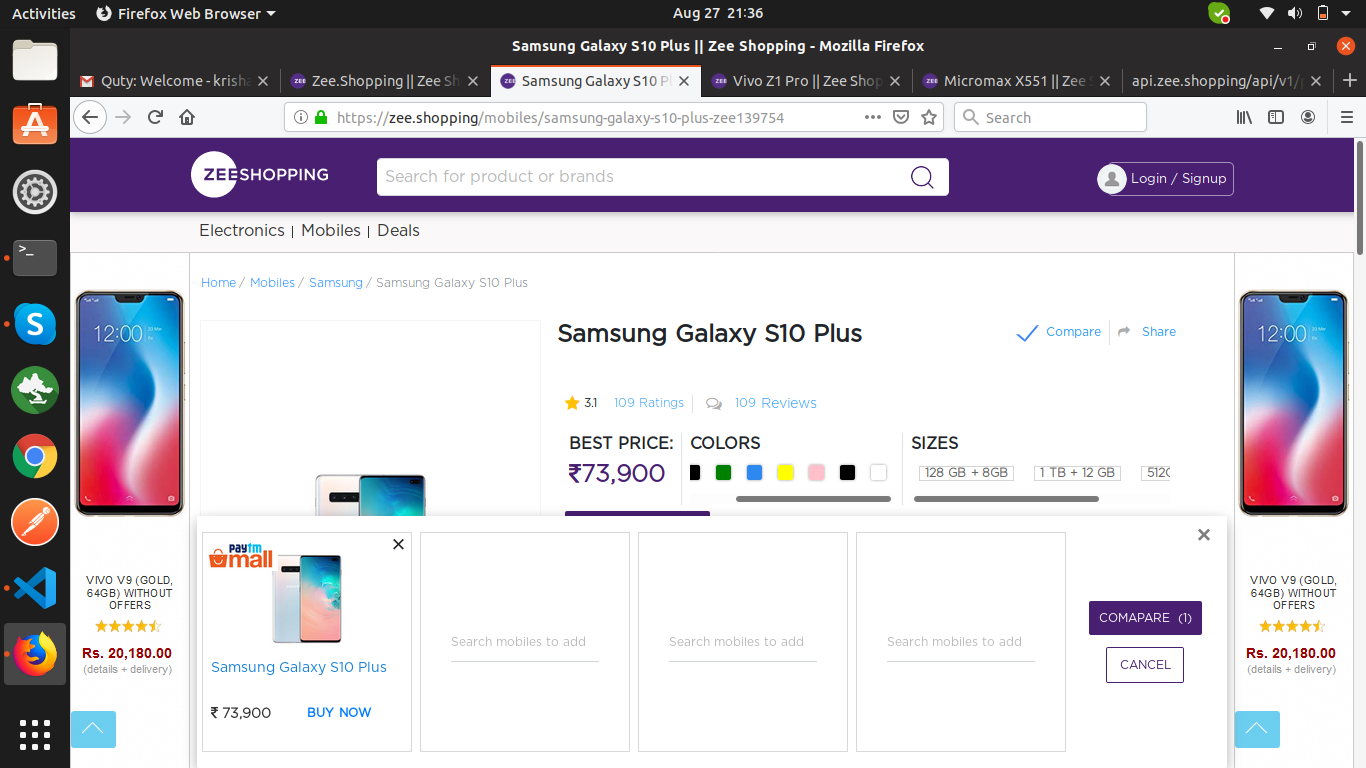 Activities Firefox Web Browser Aug 27 21:36
Samsung Galaxy S10 Plus || Zee Shopping - Mozilla Firefox
Quty: Welcome - krisha
Zee.Shopping || Zee Sh
Samsung Galaxy S10 Pl
Vivo Z1 Pro || Zee Shop
Micromax X551 || Zee S
api.zee.shopping/api/v1/p
https://zee.shopping/mobiles/samsung-galaxy-s10-plus-zee139754
Search
ZEESHOPPING
Search for product or brands
Login / Signup
Electronics | Mobiles | Deals
Home / Mobiles / Samsung / Samsung Galaxy S10 Plus
Samsung Galaxy S10 Plus
Compare
Share
3.1 109 Ratings 109 Reviews
BEST PRICE: COLORS SIZES
₹73,900
128 GB + 8GB 1 TB + 12 GB 512G
12:00
VIVO V9 (GOLD,
64GB) WITHOUT
OFFERS
Rs. 20,180.00
(details + delivery)
paytm
mall
Samsung Galaxy S10 Plus
₹ 73,900 BUY NOW
Search mobiles to add
Search mobiles to add
Search mobiles to add
COMAPARE (1)
CANCEL
12:00
VIVO V9 (GOLD,
64GB) WITHOUT
OFFERS
Rs. 20,180.00
(details + delivery)